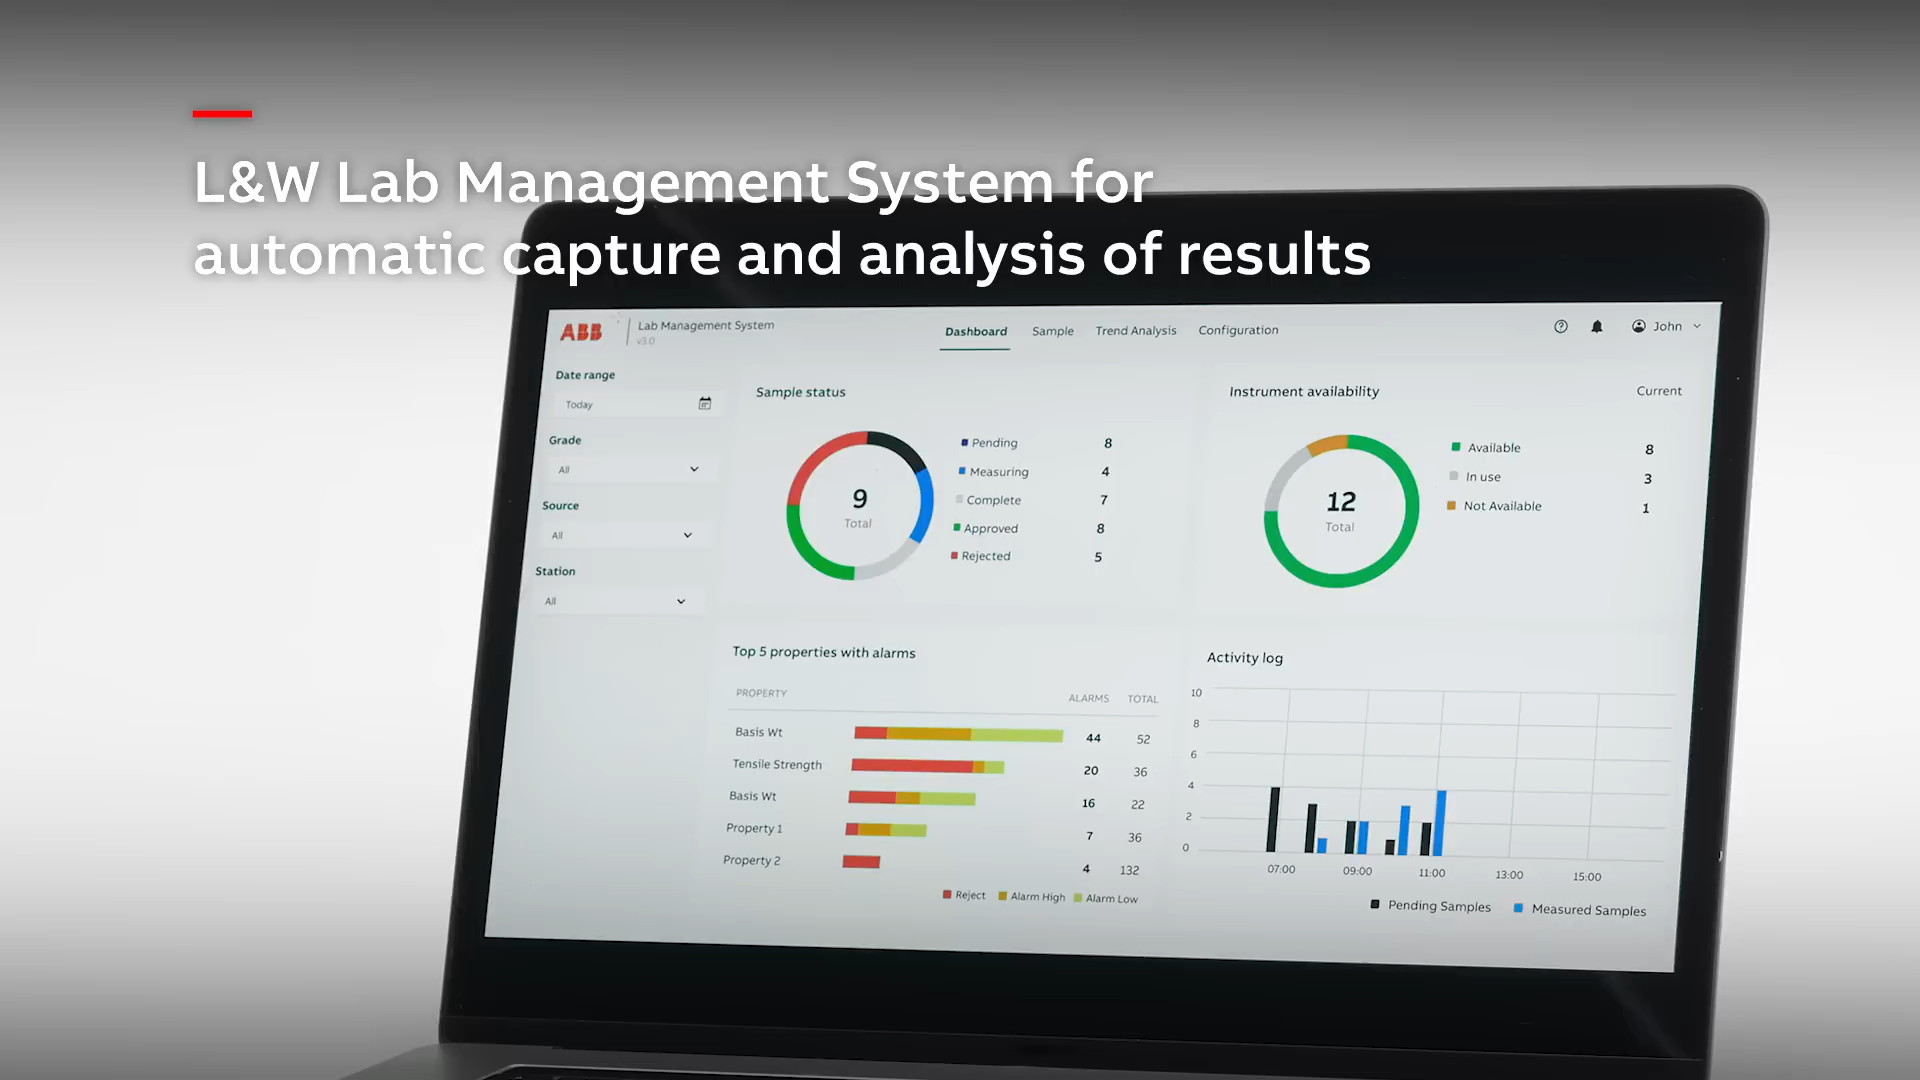 L&W Lab Management System for
automatic capture and analysis of results
ABB
Lab Management System
v3.0
Dashboard Sample Trend Analysis Configuration
John
Date range
Today
Grade
All
Source
All
Station
All
Sample status
9
Total
Pending 8
Measuring 4
Complete 7
Approved 8
Rejected 5
Instrument availability Current
12
Total
Available 8
In use 3
Not Available 1
Top 5 properties with alarms
PROPERTY ALARMS TOTAL
Basis Wt 44 52
Tensile Strength 20 36
Basis Wt 16 22
Property 1 7 36
Property 2 4 132
Reject Alarm High Alarm Low
Activity log
10
8
6
4
2
0
07:00 09:00 11:00 13:00 15:00
Pending Samples Measured Samples